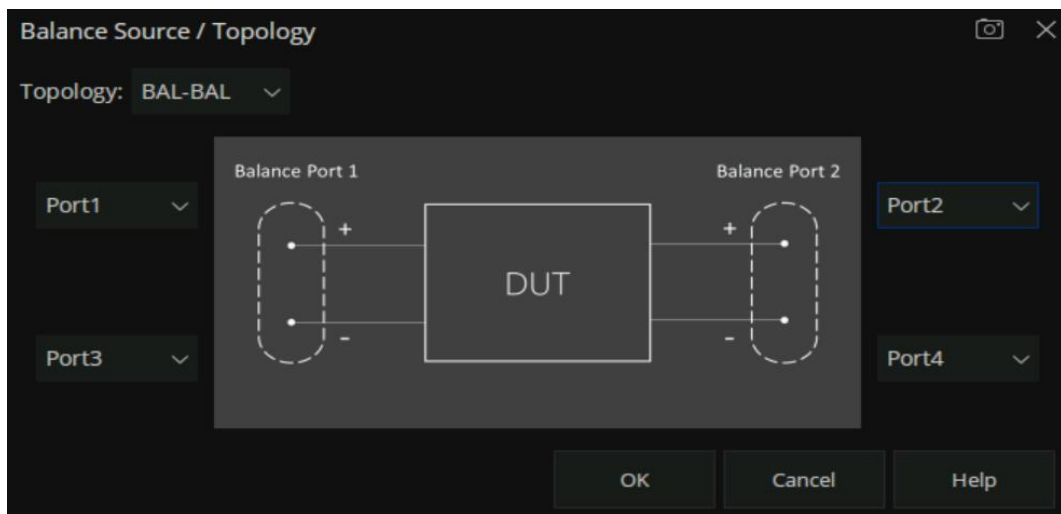 Balance Source / Topology
Topology: BAL-BAL
Balance Port 1 Balance Port 2
Port1 + + Port2
DUT
Port3 - - Port4
OK Cancel Help